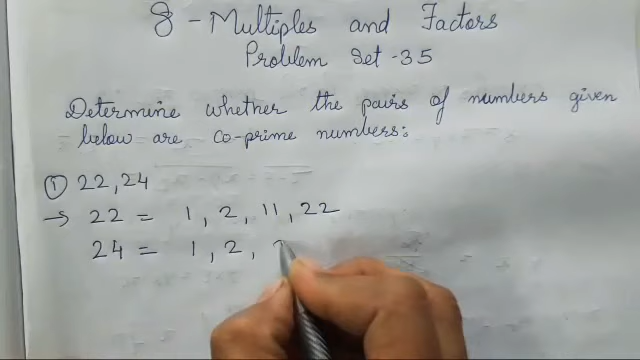 8 - Multiples and Factors
Problem Set - 35
Determine whether the pairs of numbers given
below are co-prime numbers:
① 22, 24
→ 22 = 1, 2, 11, 22
24 = 1, 2,